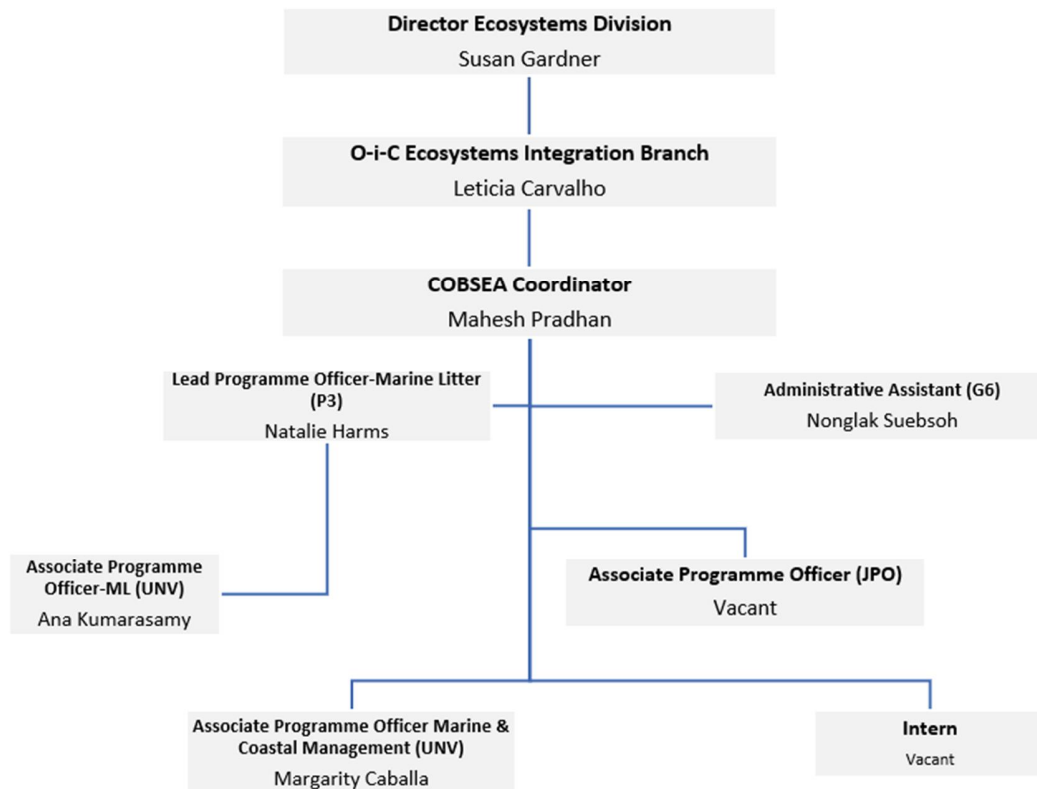 Director Ecosystems Division
Susan Gardner
O-i-C Ecosystems Integration Branch
Leticia Carvalho
COBSEA Coordinator
Mahesh Pradhan
Lead Programme Officer-Marine Litter
(P3)
Natalie Harms
Administrative Assistant (G6)
Nonglak Suebsoh
Associate Programme
Officer-ML (UNV)
Ana Kumarasamy
Associate Programme Officer (JPO)
Vacant
Associate Programme Officer Marine &
Coastal Management (UNV)
Margarity Caballa
Intern
Vacant